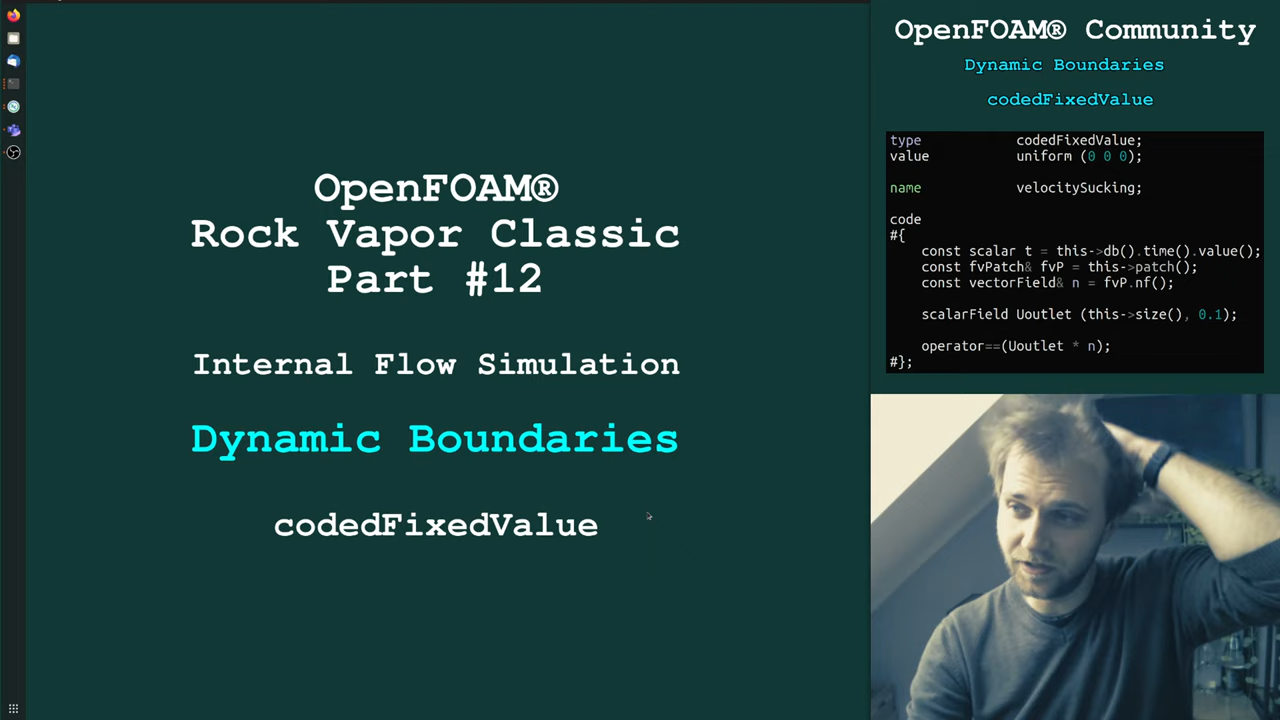 OpenFOAM®
Rock Vapor Classic
Part #12
Internal Flow Simulation
Dynamic Boundaries
codedFixedValue
OpenFOAM® Community
Dynamic Boundaries
codedFixedValue
type codedFixedValue;
value uniform (0 0 0);
name velocitySucking;
code
#{
const scalar t = this->db().time().value();
const fvPatch& fvP = this->patch();
const vectorField& n = fvP.nf();
scalarField Uoutlet (this->size(), 0.1);
operator==(Uoutlet * n);
#};